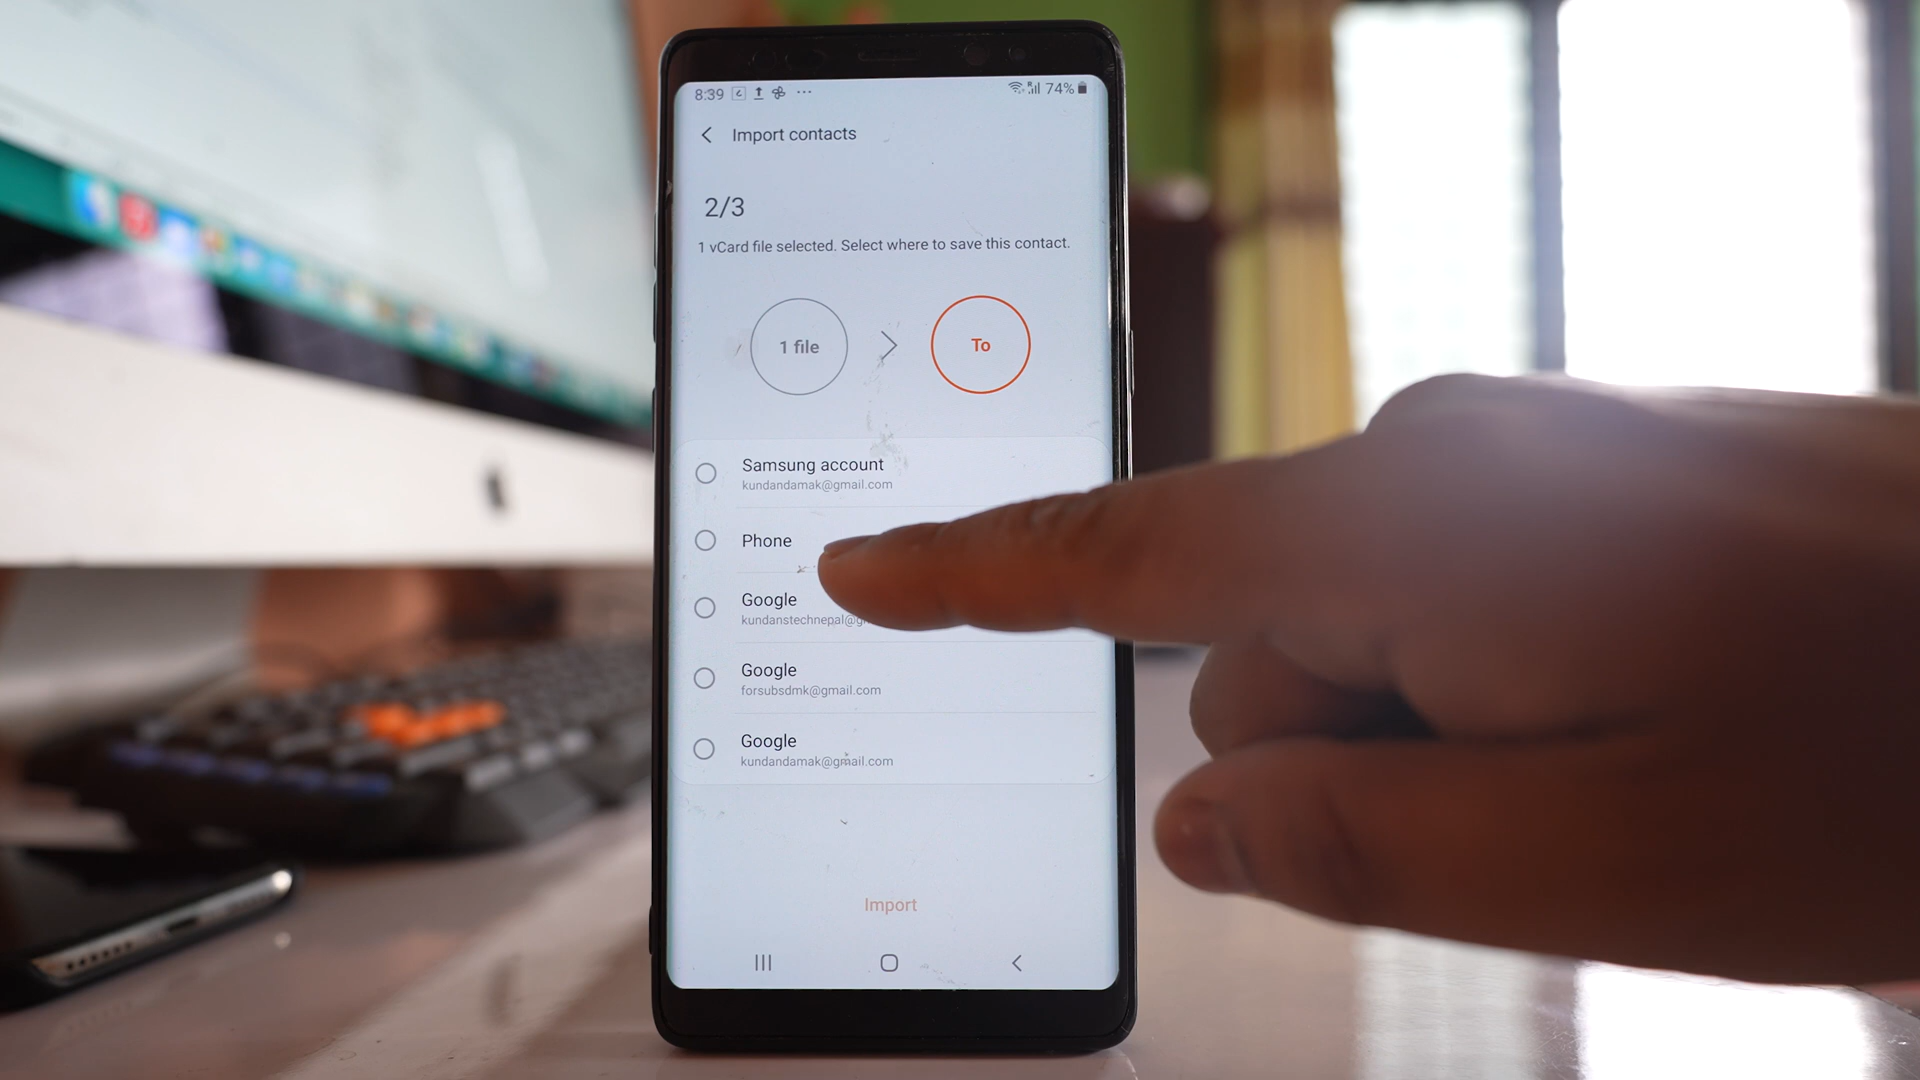 8:39
74%
Import contacts
2/3
1 vCard file selected. Select where to save this contact.
1 file
To
Samsung account
kundandamak@gmail.com
Phone
Google
kundanstechnepal@g
Google
forsubsdmk@gmail.com
Google
kundandamak@gmail.com
Import